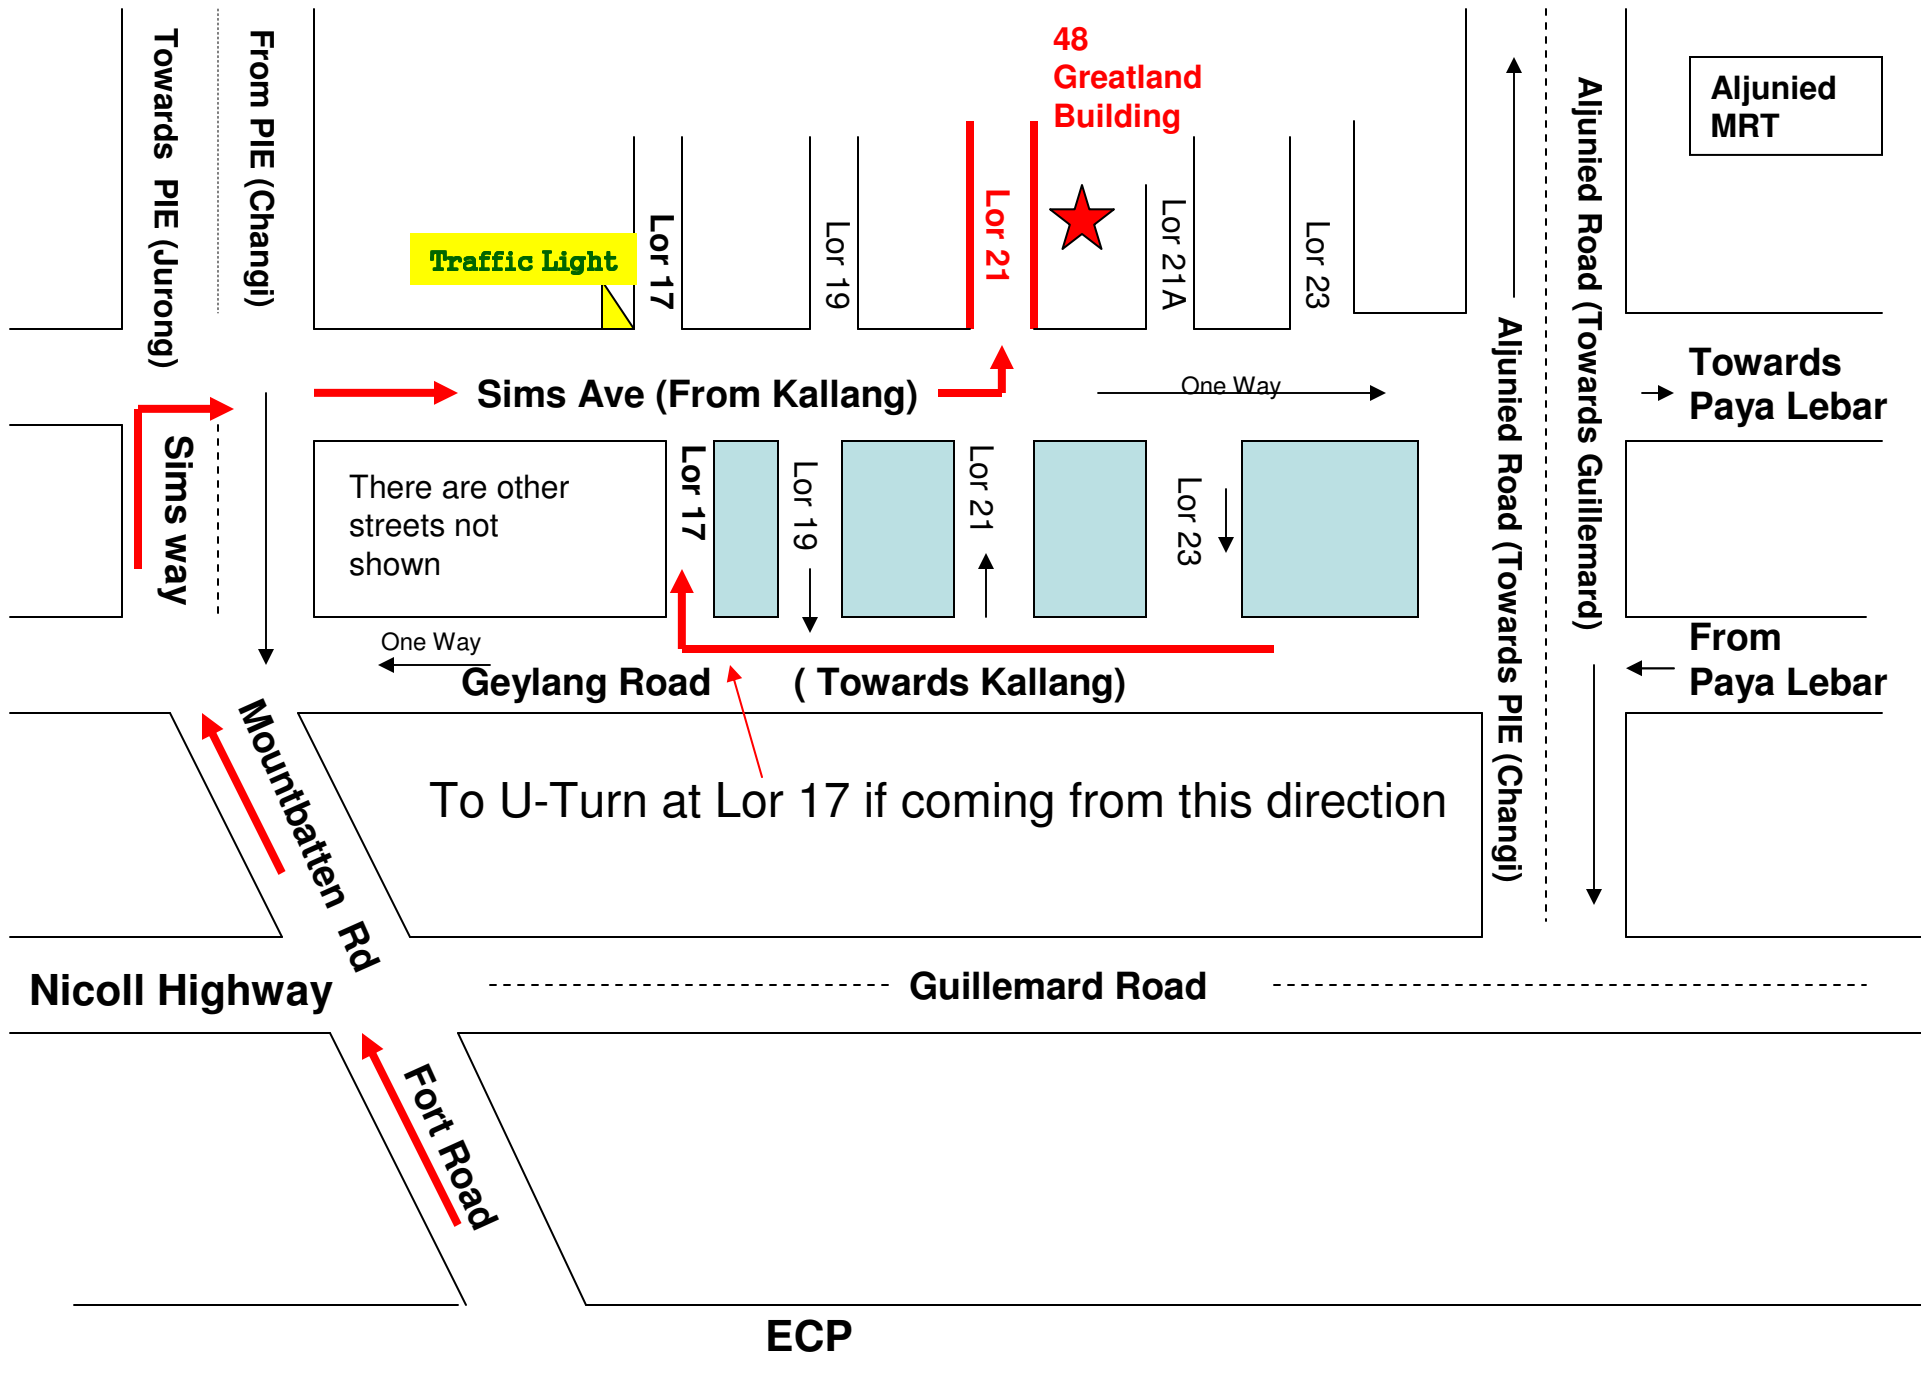 Towards PIE (Jurong)
From PIE (Changi)
48
Greatland
Building
Aljunied Road (Towards Guillemard)
Aljunied
MRT
Traffic Light
Lor 17
Lor 19
Lor 21
Lor 21A
Lor 23
Aljunied Road (Towards PIE (Changi)
Sims Ave (From Kallang)
One Way
Towards
Paya Lebar
Sims way
There are other
streets not
shown
Lor 17
Lor 19
Lor 21
Lor 23
One Way
Geylang Road ( Towards Kallang)
From
Paya Lebar
Mountbatten Rd
To U-Turn at Lor 17 if coming from this direction
Nicoll Highway
Guillemard Road
Fort Road
ECP